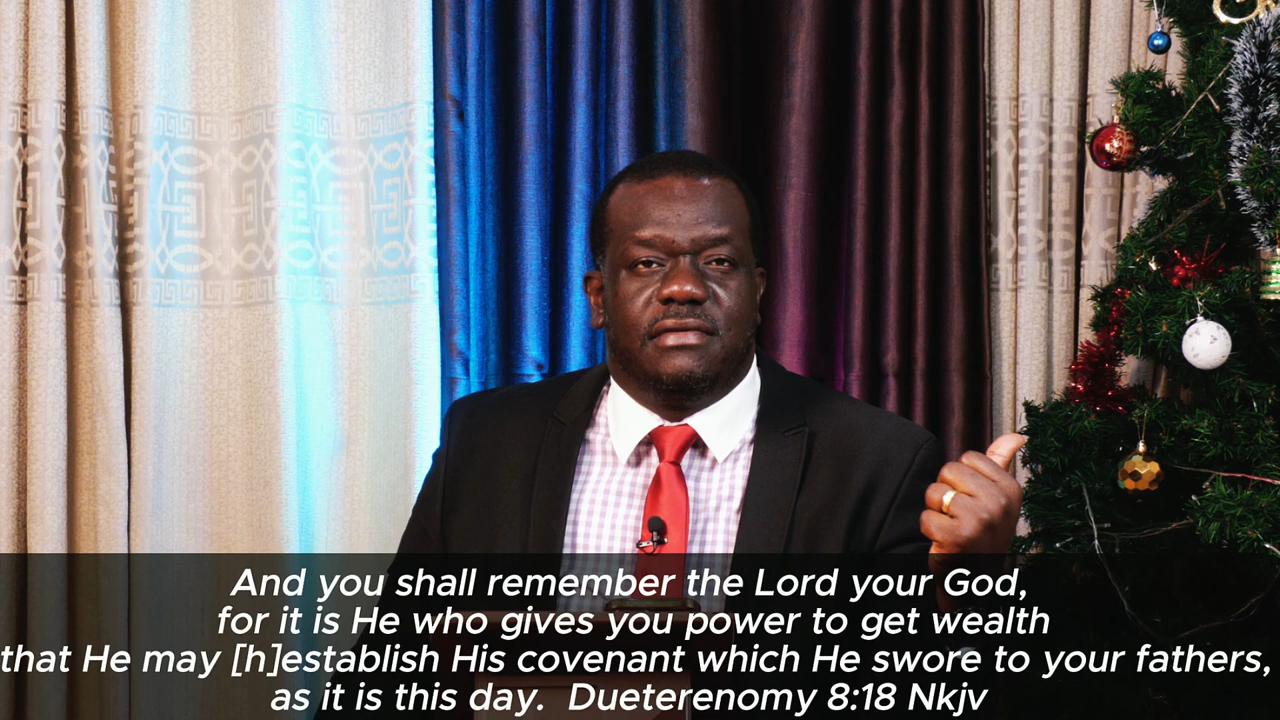 And you shall remember the Lord your God,
for it is He who gives you power to get wealth
that He may [h]establish His covenant which He swore to your fathers,
as it is this day.  Dueterenomy 8:18 Nkjv